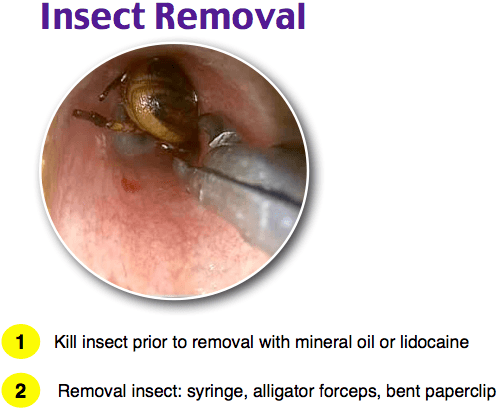 Insect Removal
1 Kill insect prior to removal with mineral oil or lidocaine
2 Removal insect: syringe, alligator forceps, bent paperclip